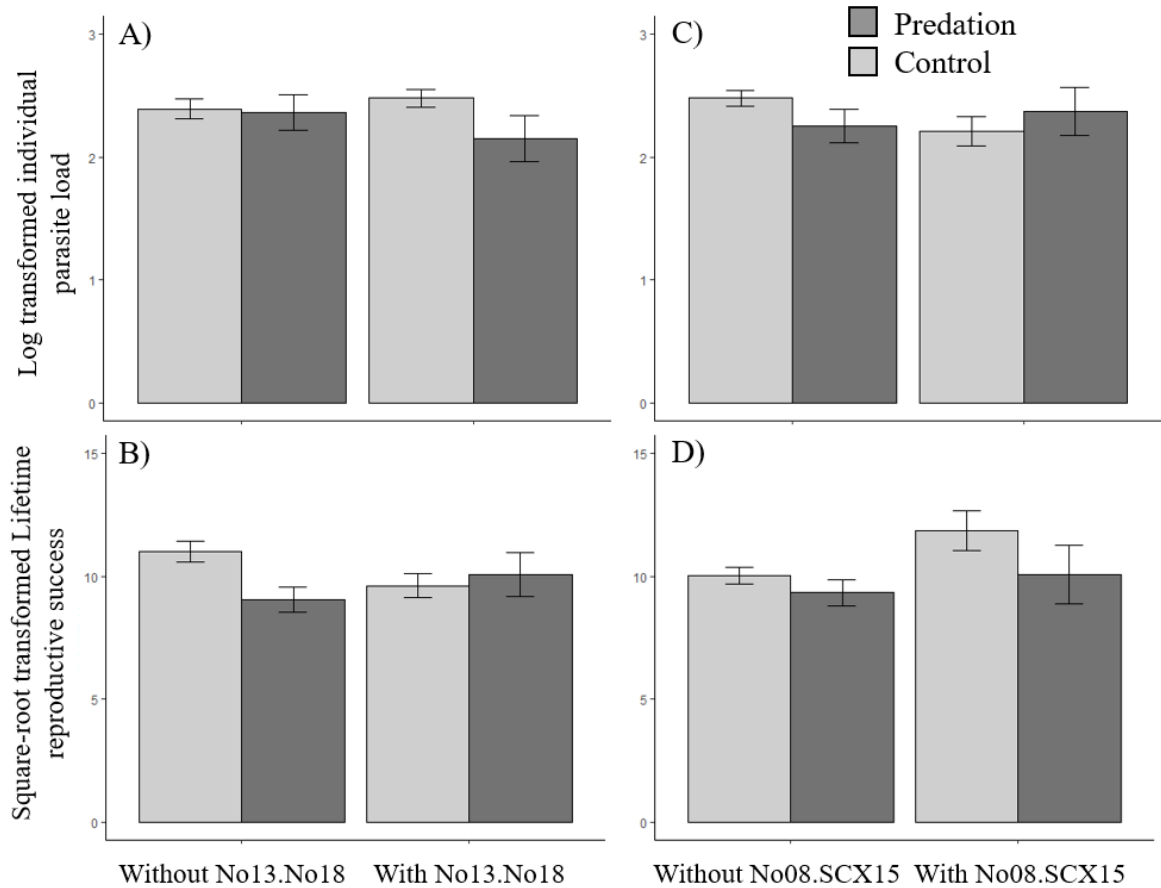 A)
3
2
1
0
Log transformed individual
parasite load
C)
3
2
1
0
Predation
Control
B)
15
10
5
0
Square-root transformed Lifetime
reproductive success
Without No13.No18
With No13.No18
D)
15
10
5
0
Without No08.SCX15
With No08.SCX15